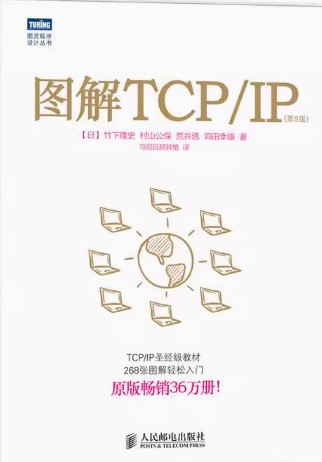 TURING
图灵程序
设计丛书
图解TCP/IP(第5版)
【日】竹下隆史 村山公保 荒井透 苅田幸雄 著
乌尼日其其格 译
TCP/IP圣经级教材
268张图解轻松入门
原版畅销36万册!
人民邮电出版社
POSTS & TELECOM PRESS